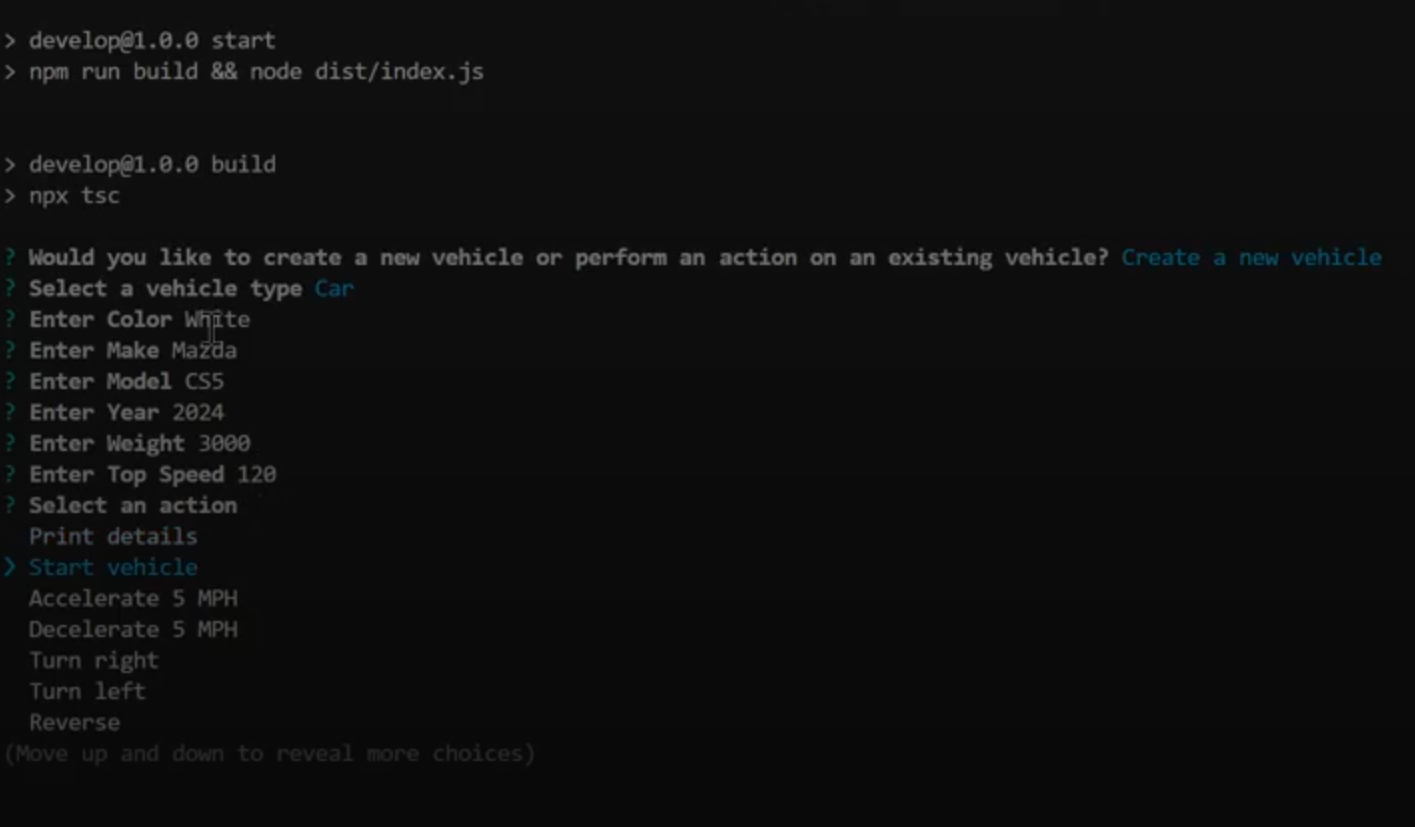 > develop@1.0.0 start
> npm run build && node dist/index.js
> develop@1.0.0 build
> npx tsc
? Would you like to create a new vehicle or perform an action on an existing vehicle? Create a new vehicle
? Select a vehicle type Car
? Enter Color White
? Enter Make Mazda
? Enter Model CS5
? Enter Year 2024
? Enter Weight 3000
? Enter Top Speed 120
? Select an action
Print details
❯ Start vehicle
Accelerate 5 MPH
Decelerate 5 MPH
Turn right
Turn left
Reverse
(Move up and down to reveal more choices)